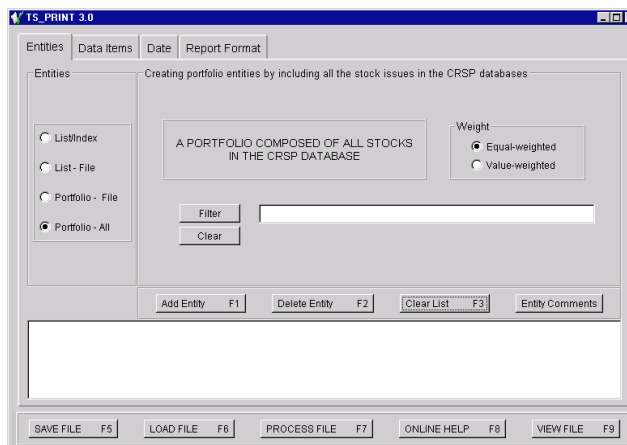 TS_PRINT 3.0
Entities Data Items Date Report Format
Entities
Creating portfolio entities by including all the stock issues in the CRSP databases
List/Index
List - File
Portfolio - File
Portfolio - All
A PORTFOLIO COMPOSED OF ALL STOCKS
IN THE CRSP DATABASE
Weight
Equal-weighted
Value-weighted
Filter
Clear
Add Entity F1 Delete Entity F2 Clear List F3 Entity Comments
SAVE FILE F5 LOAD FILE F6 PROCESS FILE F7 ONLINE HELP F8 VIEW FILE F9